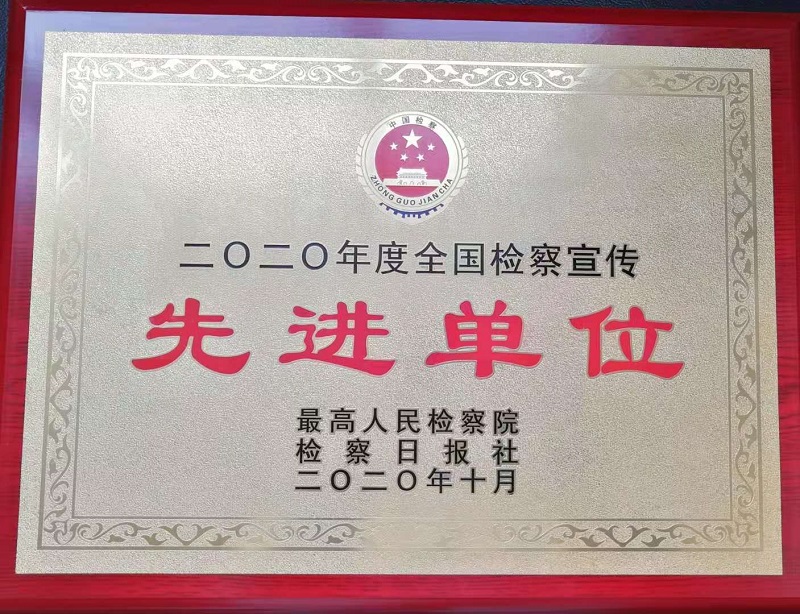 中国检察
ZHONG GUO JIAN CHA
二〇二〇年度全国检察宣传
先进单位
最高人民检察院
检察日报社
二〇二〇年十月